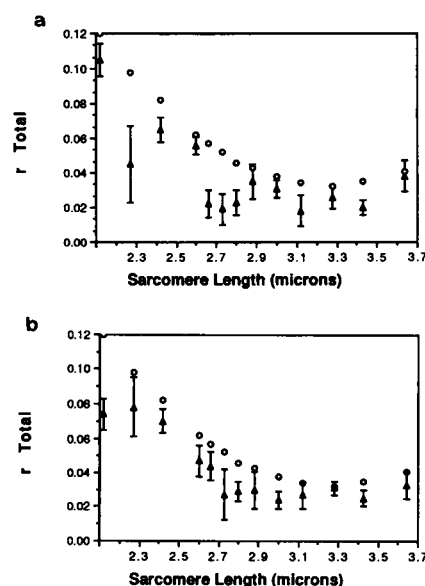 a
r Total
0.12
0.10
0.08
0.06
0.04
0.02
0.00
2.3 2.5 2.7 2.9 3.1 3.3 3.5 3.7
Sarcomere Length (microns)
b
r Total
0.12
0.10
0.08
0.06
0.04
0.02
0.00
2.3 2.5 2.7 2.9 3.1 3.3 3.5 3.7
Sarcomere Length (microns)